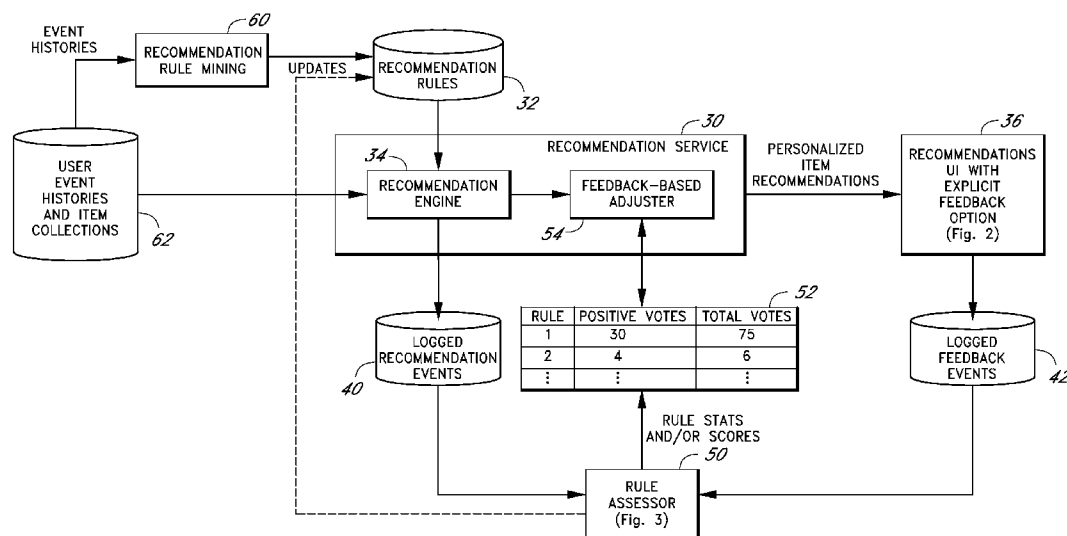 EVENT
HISTORIES
60
RECOMMENDATION
RULE MINING
UPDATES
RECOMMENDATION
RULES
32
USER
EVENT
HISTORIES
AND ITEM
COLLECTIONS
62
30
RECOMMENDATION SERVICE
34
RECOMMENDATION
ENGINE
FEEDBACK-BASED
ADJUSTER
54
PERSONALIZED
ITEM
RECOMMENDATIONS
36
RECOMMENDATIONS
UI WITH
EXPLICIT
FEEDBACK
OPTION
(Fig. 2)
LOGGED
RECOMMENDATION
EVENTS
40
52
RULE POSITIVE VOTES TOTAL VOTES
1 30 75
2 4 6
⋮ ⋮ ⋮
LOGGED
FEEDBACK
EVENTS
42
RULE STATS
AND/OR SCORES
50
RULE
ASSESSOR
(Fig. 3)